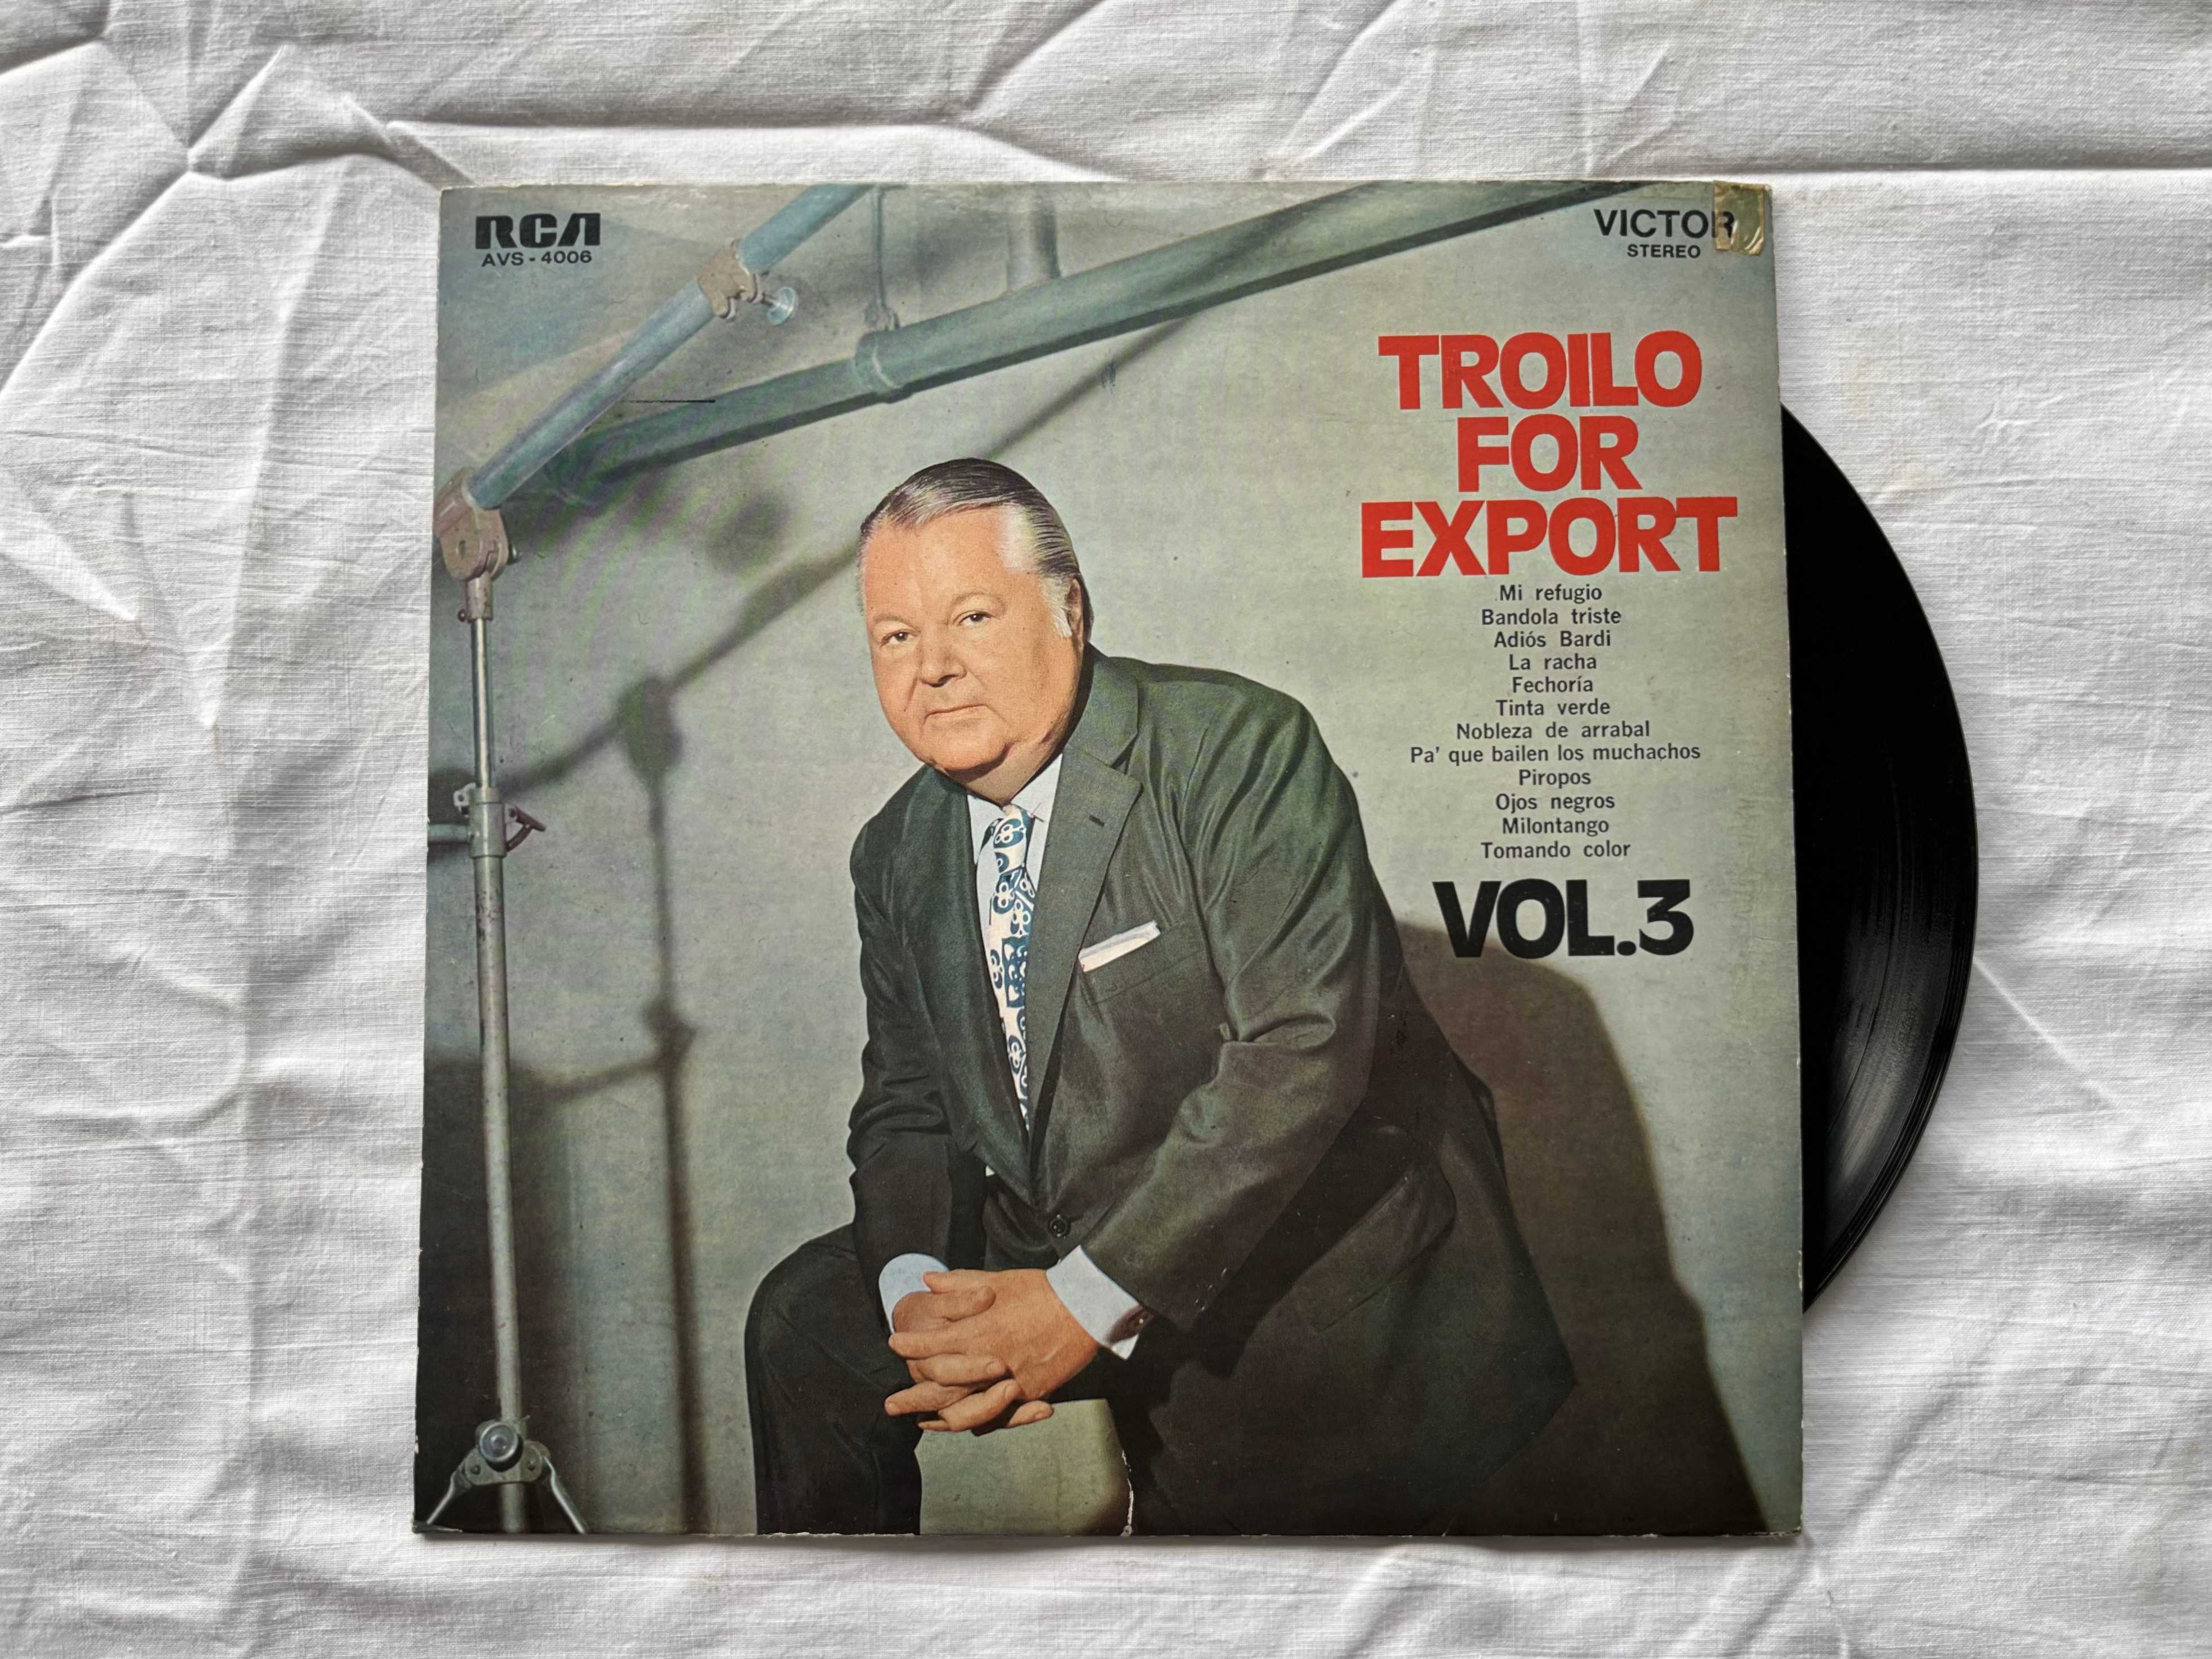 RCA
AVS - 4006
VICTOR
STEREO
TROILO
FOR
EXPORT
Mi refugio
Bandola triste
Adiós Bardi
La racha
Fechoría
Tinta verde
Nobleza de arrabal
Pa' que bailen los muchachos
Piropos
Ojos negros
Milontango
Tomando color
VOL.3